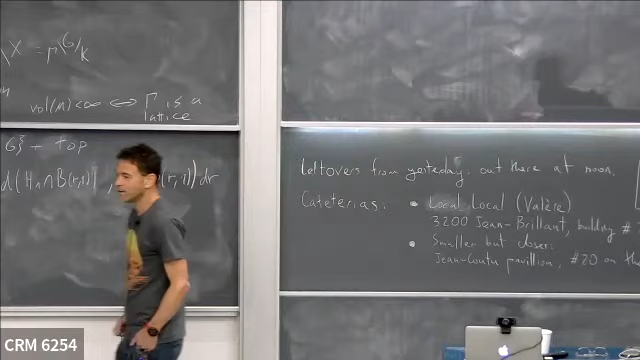 \X = Γ\G/K
vol(M) < ∞ ⟺ Γ is a
lattice
G} + top
d(H₁ ∩ B(r,1)), (r,1)) dr
Leftovers from yesterday, out there at noon.
Cafeterias:
• Local Local (Valère)
3200 Jean-Brillant, building #
• Smaller but closer:
Jean-Coutu pavillion, #20 on the
CRM 6254